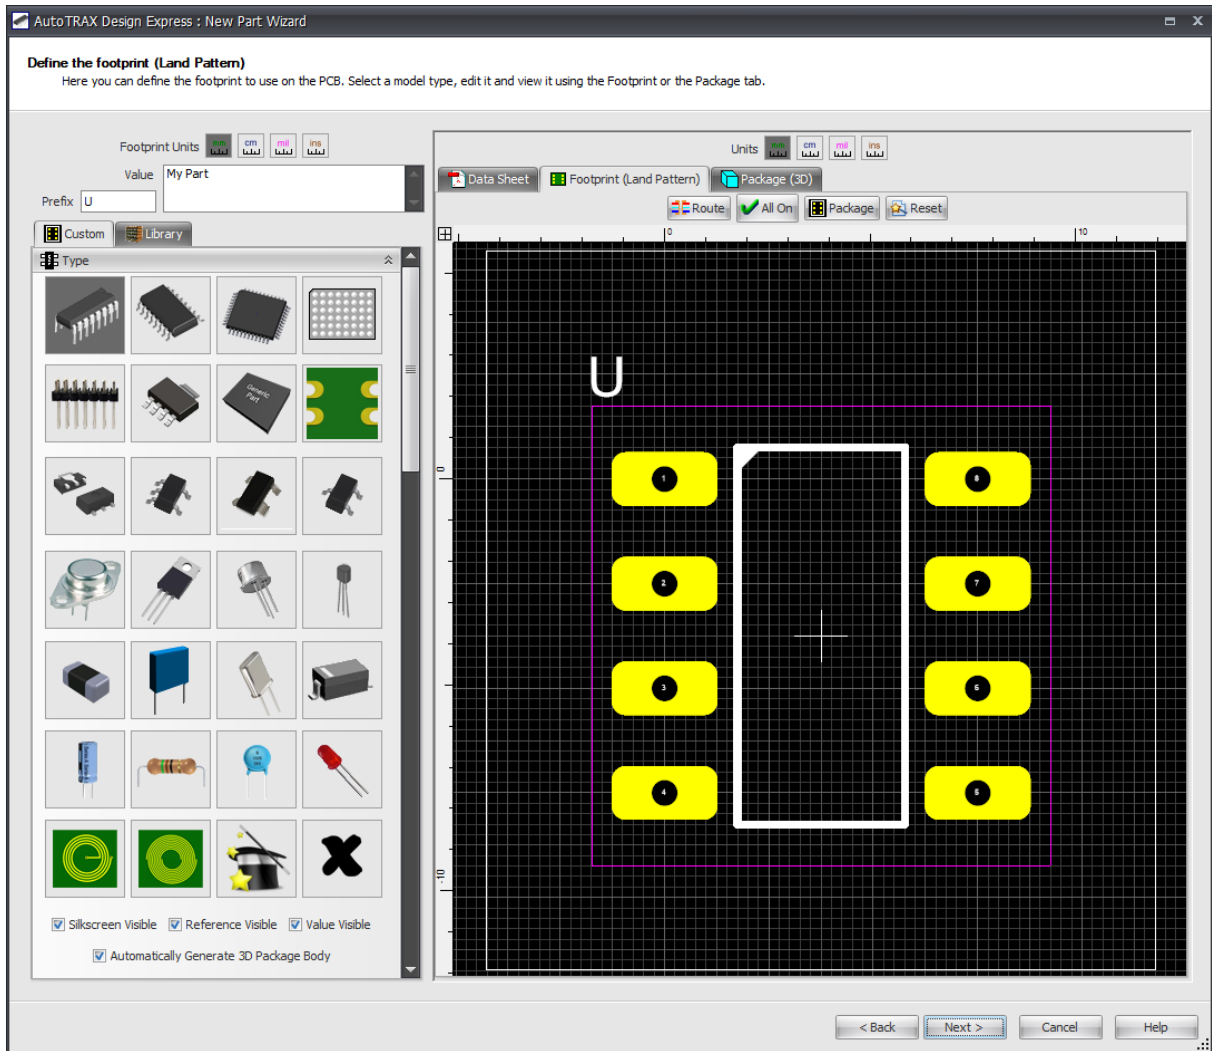 AutoTRAX Design Express : New Part Wizard
Define the footprint (Land Pattern)
Here you can define the footprint to use on the PCB. Select a model type, edit it and view it using the Footprint or the Package tab.
Footprint Units mm cm mil ins
Value My Part
Prefix U
Custom Library
Type
Generic Part
Silkscreen Visible Reference Visible Value Visible
Automatically Generate 3D Package Body
Units mm cm mil ins
Data Sheet Footprint (Land Pattern) Package (3D)
Route All On Package Reset
0 10
U
0
1 8
2 7
3 6
4 5
-10
< Back Next > Cancel Help